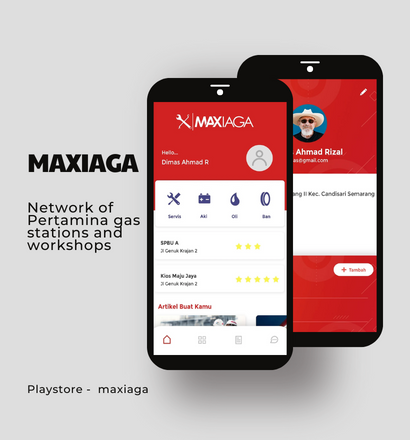 MAXIAGA
Network of
Pertamina gas
stations and
workshops
Playstore - maxiaga
MAXIAGA
Hello...
Dimas Ahmad R
Servis
Aki
Oli
Ban
SPBU A
Jl Genuk Krajan 2
Kios Maju Jaya
Jl Genuk Krajan 2
Artikel Buat Kamu
Ahmad Rizal
as@gmail.com
ang II Kec. Candisari Semarang
+ Tambah